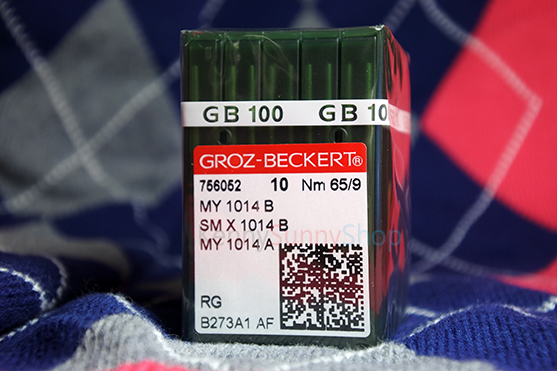 GB 100 GB 10
GROZ-BECKERT®
756052 10 Nm 65/9
MY 1014 B
SM X 1014 B
MY 1014 A
PennySunnyShop
RG
B273A1 AF